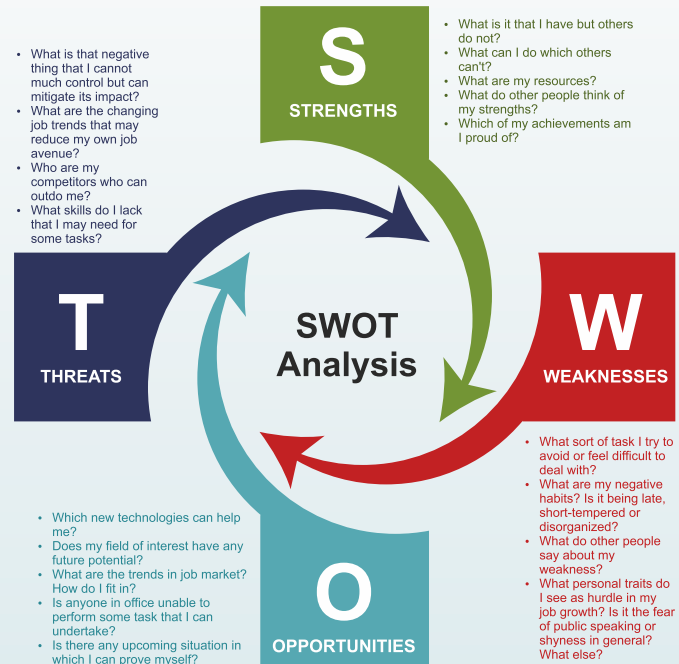 • What is that negative
thing that I cannot
much control but can
mitigate its impact?
• What are the changing
job trends that may
reduce my own job
avenue?
• Who are my
competitors who can
outdo me?
• What skills do I lack
that I may need for
some tasks?
S
STRENGTHS
• What is it that I have but others
do not?
• What can I do which others
can't?
• What are my resources?
• What do other people think of
my strengths?
• Which of my achievements am
I proud of?
T
THREATS
SWOT
Analysis
W
WEAKNESSES
• What sort of task I try to
avoid or feel difficult to
deal with?
• What are my negative
habits? Is it being late,
short-tempered or
disorganized?
• What do other people
say about my
weakness?
• What personal traits do
I see as hurdle in my
job growth? Is it the fear
of public speaking or
shyness in general?
What else?
• Which new technologies can help
me?
• Does my field of interest have any
future potential?
• What are the trends in job market?
How do I fit in?
• Is anyone in office unable to
perform some task that I can
undertake?
• Is there any upcoming situation in
which I can prove myself?
O
OPPORTUNITIES